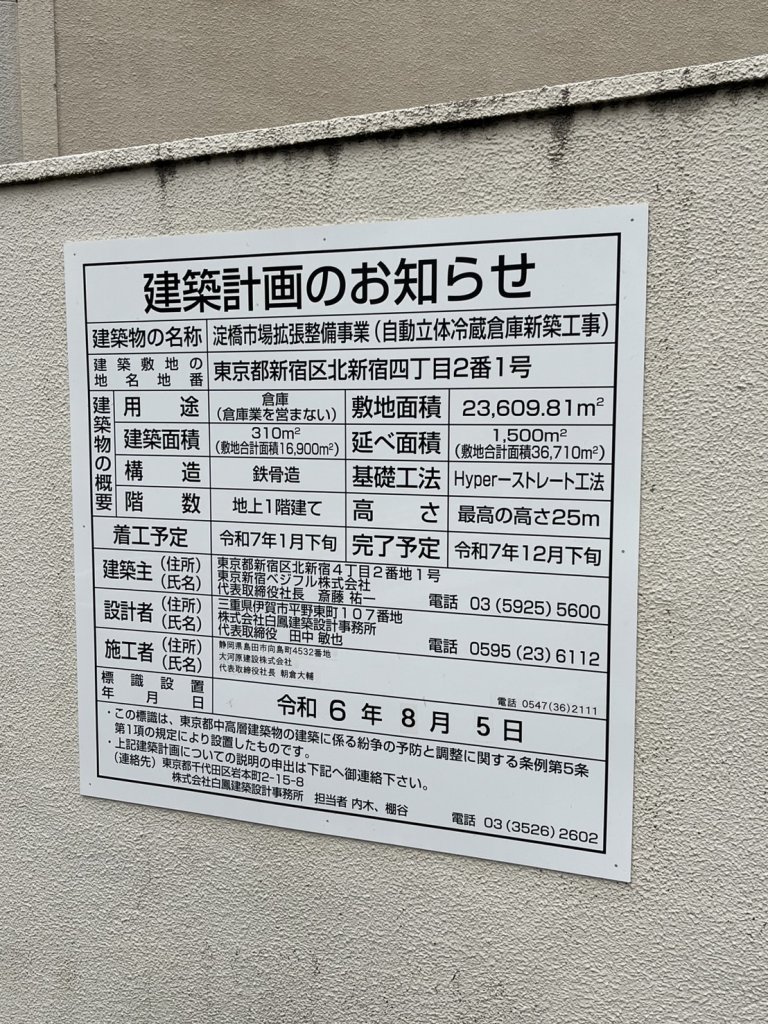 建築計画のお知らせ
建築物の名称 淀橋市場拡張整備事業(自動立体冷蔵倉庫新築工事)
建築敷地の
地名地番
東京都新宿区北新宿四丁目2番1号
建築物の概要
用途 倉庫
(倉庫業を営まない)
敷地面積 23,609.81m²
建築面積 310m²
(敷地合計面積16,900m²)
延べ面積 1,500m²
(敷地合計面積36,710m²)
構造 鉄骨造 基礎工法 Hyperーストレート工法
階数 地上1階建て 高さ 最高の高さ25m
着工予定 令和7年1月下旬 完了予定 令和7年12月下旬
建築主 (住所)
(氏名)
東京都新宿区北新宿4丁目2番地1号
東京新宿ベジフル株式会社
代表取締役社長 斎藤 祐一 電話 03(5925)5600
設計者 (住所)
(氏名)
三重県伊賀市平野東町107番地
株式会社白鳳建築設計事務所
代表取締役 田中 敏也 電話 0595(23)6112
施工者 (住所)
(氏名)
静岡県島田市向島町4532番地
大河原建設株式会社
代表取締役社長 朝倉大輔
電話 0547(36)2111
標識設置
年月日
令和 6 年 8 月 5 日
・この標識は、東京都中高層建築物の建築に係る紛争の予防と調整に関する条例第5条
第1項の規定により設置したものです。
・上記建築計画についての説明の申出は下記へ御連絡下さい。
(連絡先) 東京都千代田区岩本町2-15-8
株式会社白鳳建築設計事務所 担当者 内木、棚谷 電話 03(3526)2602